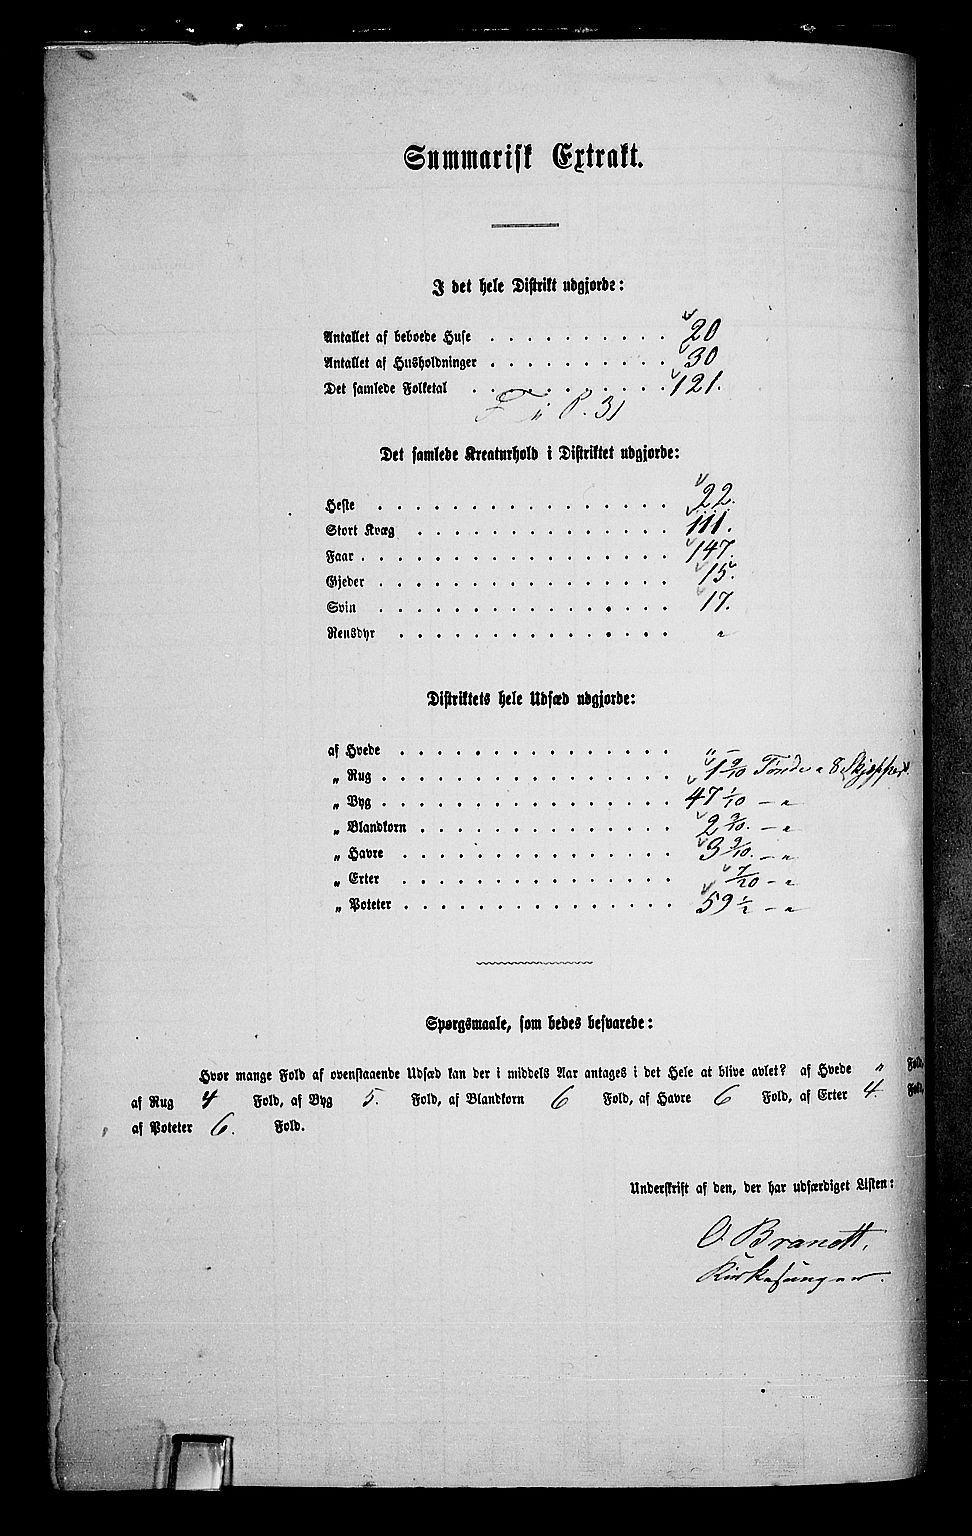 Summarisk Extrakt.
I det hele Distrikt udgjorde:
Antallet af beboede Huse . . . . . . . . . . 20
Antallet af Husholdninger . . . . . . . . . . 30
Det samlede Folketal . . . . . . . . . . . 121.
P. 31
Det samlede Kreaturhold i Distriktet udgjorde:
Heste . . . . . . . . . . . . . . . . 22.
Stort Kvæg . . . . . . . . . . . . . . 111.
Faar . . . . . . . . . . . . . . . . . 147.
Gjeder . . . . . . . . . . . . . . . . 15.
Svin . . . . . . . . . . . . . . . . 17.
Rensdyr . . . . . . . . . . . . . . . "
Distriktets hele Udsæd udgjorde:
af Hvede . . . . . . . . . . . . . . . "
„ Rug . . . . . . . . . . . . . . . . 1 9/10 Tønde a 8 Skjepper.
„ Byg . . . . . . . . . . . . . . . . 47 1/10 — "
„ Blandkorn . . . . . . . . . . . . . . 2 9/10. — "
„ Havre . . . . . . . . . . . . . . . 3 9/10. — "
„ Erter . . . . . . . . . . . . . . . 7/20 — "
„ Poteter . . . . . . . . . . . . . . . 59 1/2 — "
Spørgsmaale, som bedes besvarede:
Hvor mange Fold af ovenstaaende Udsæd kan der i middels Aar antages i det Hele at blive avlet? af Hvede " Fold,
af Rug 4 Fold, af Byg 5. Fold, af Blandkorn 6 Fold, af Havre 6 Fold, af Erter 4. Fold,
af Poteter 6. Fold.
Underskrift af den, der har udfærdiget Listen:
O. Brandt,
Kirkesanger.